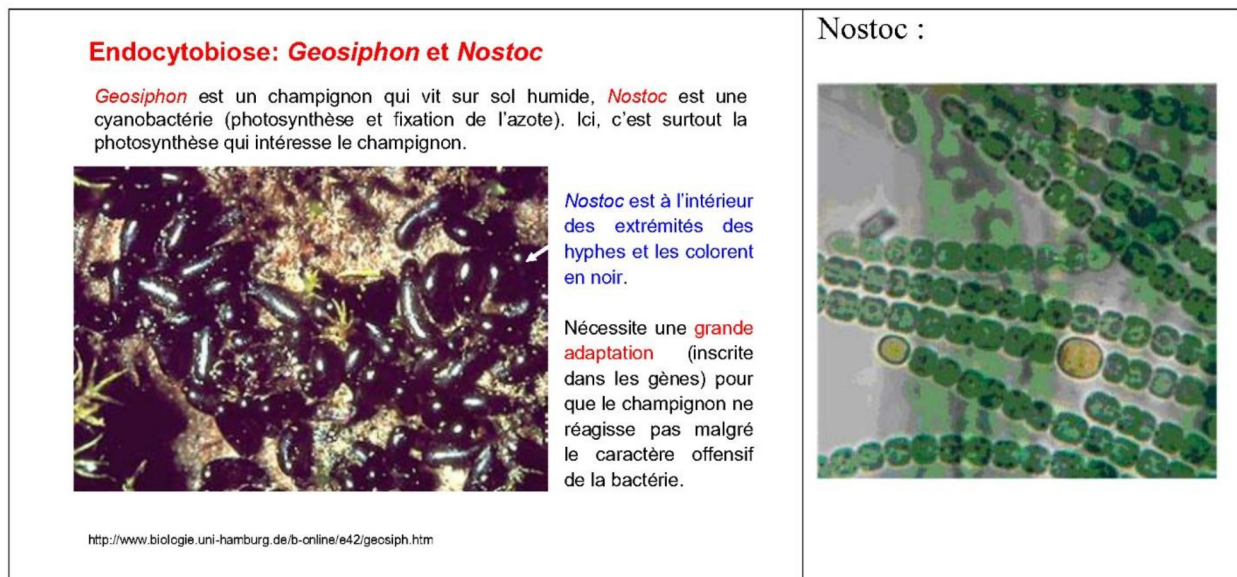 Endocytobiose: Geosiphon et Nostoc
Geosiphon est un champignon qui vit sur sol humide, Nostoc est une
cyanobactérie (photosynthèse et fixation de l'azote). Ici, c'est surtout la
photosynthèse qui intéresse le champignon.
Nostoc est à l'intérieur
des extrémités des
hyphes et les colorent
en noir.
Nécessite une grande
adaptation (inscrite
dans les gènes) pour
que le champignon ne
réagisse pas malgré
le caractère offensif
de la bactérie.
http://www.biologie.uni-hamburg.de/b-online/e42/geosiph.htm
Nostoc :